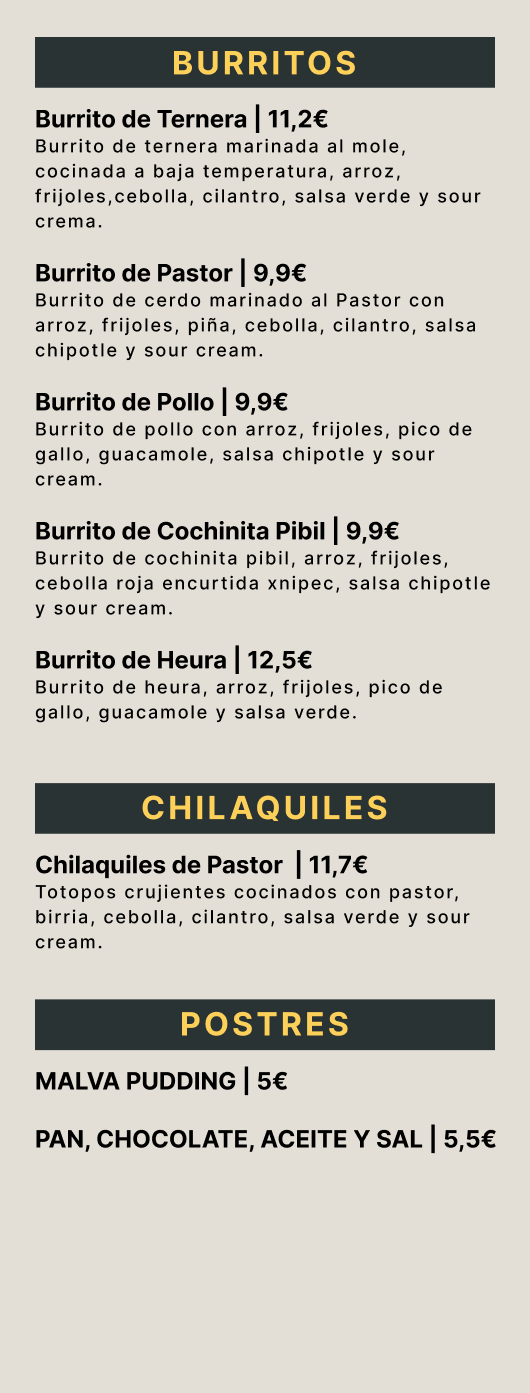 BURRITOS
Burrito de Ternera | 11,2€
Burrito de ternera marinada al mole,
cocinada a baja temperatura, arroz,
frijoles,cebolla, cilantro, salsa verde y sour
crema.
Burrito de Pastor | 9,9€
Burrito de cerdo marinado al Pastor con
arroz, frijoles, piña, cebolla, cilantro, salsa
chipotle y sour cream.
Burrito de Pollo | 9,9€
Burrito de pollo con arroz, frijoles, pico de
gallo, guacamole, salsa chipotle y sour
cream.
Burrito de Cochinita Pibil | 9,9€
Burrito de cochinita pibil, arroz, frijoles,
cebolla roja encurtida xnipec, salsa chipotle
y sour cream.
Burrito de Heura | 12,5€
Burrito de heura, arroz, frijoles, pico de
gallo, guacamole y salsa verde.
CHILAQUILES
Chilaquiles de Pastor | 11,7€
Totopos crujientes cocinados con pastor,
birria, cebolla, cilantro, salsa verde y sour
cream.
POSTRES
MALVA PUDDING | 5€
PAN, CHOCOLATE, ACEITE Y SAL | 5,5€